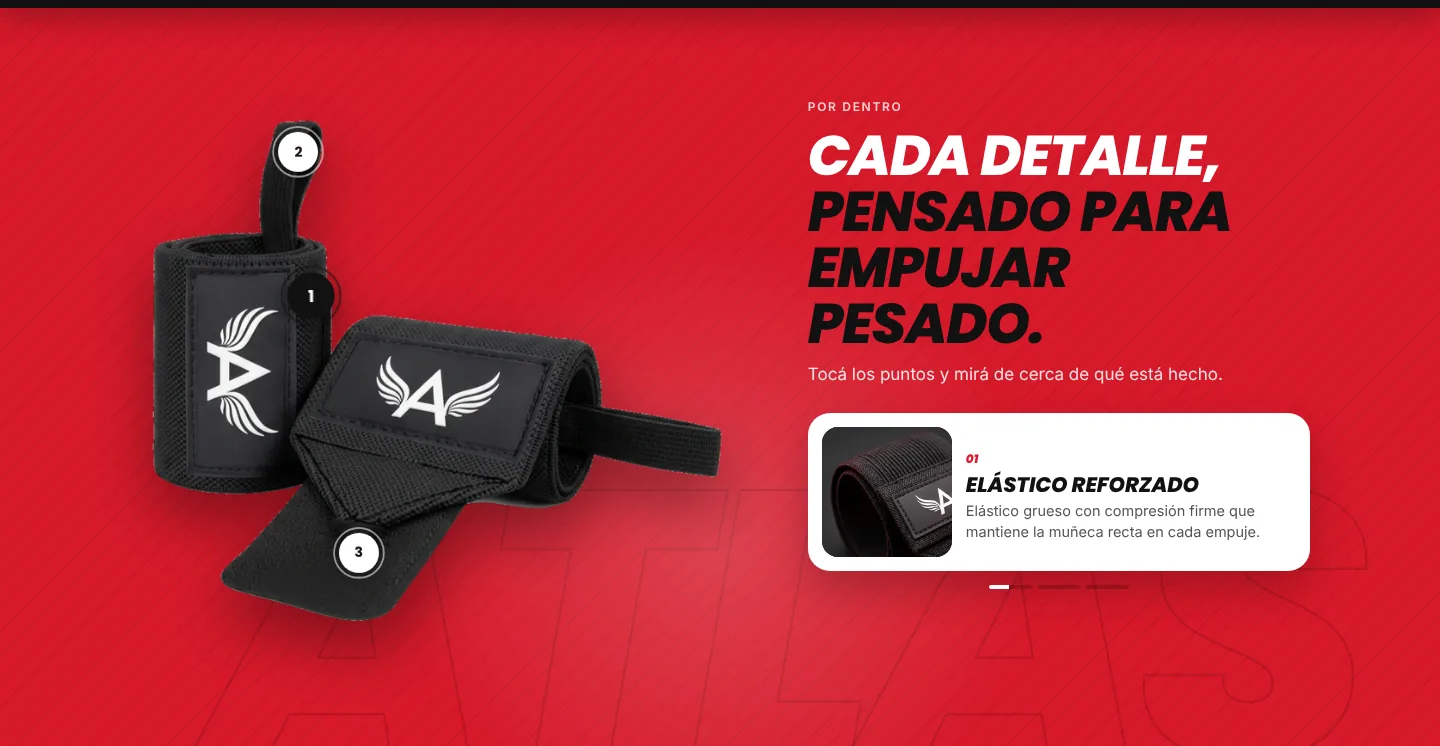 POR DENTRO
CADA DETALLE,
PENSADO PARA
EMPUJAR
PESADO.
Tocá los puntos y mirá de cerca de qué está hecho.
2
1
A
A
3
A
01
ELÁSTICO REFORZADO
Elástico grueso con compresión firme que
mantiene la muñeca recta en cada empuje.
ATLAS